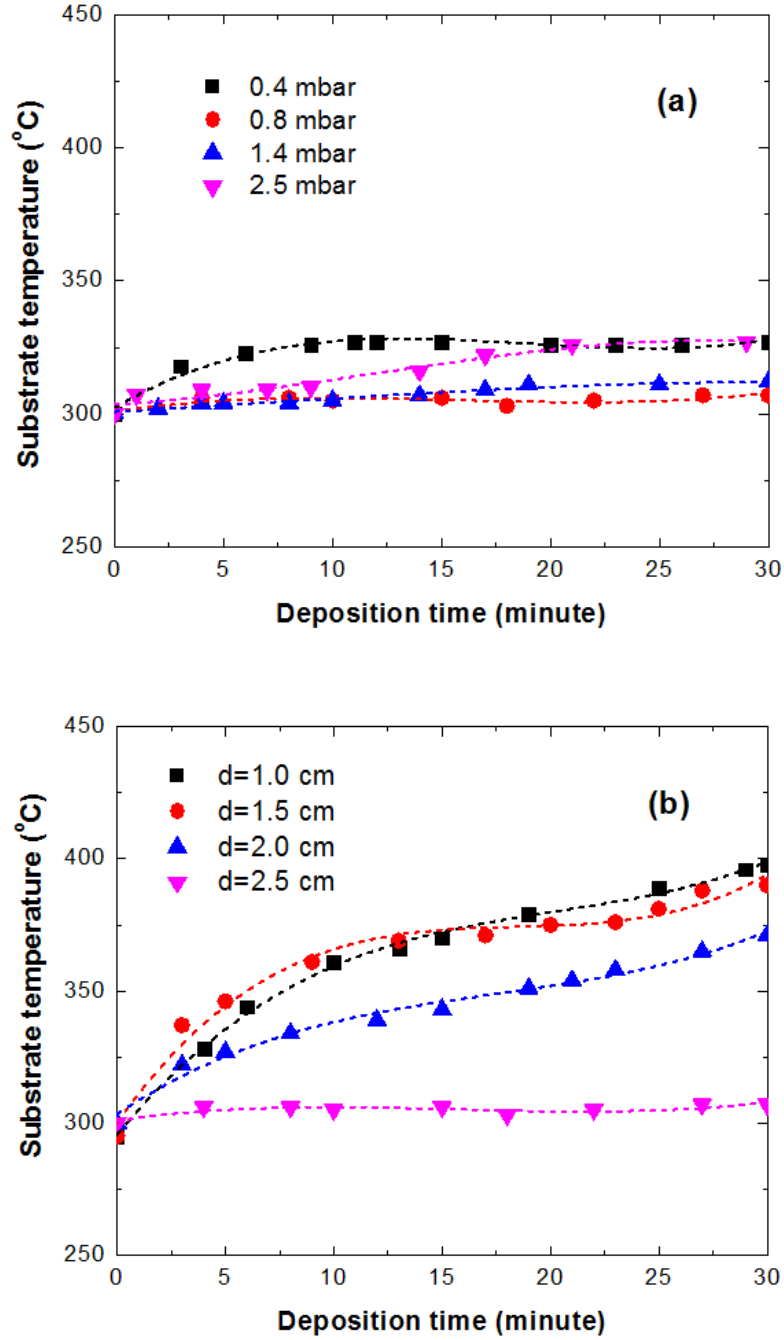 450
400
350
300
250
Substrate temperature (°C)
0.4 mbar
0.8 mbar
1.4 mbar
2.5 mbar
(a)
0 5 10 15 20 25 30
Deposition time (minute)
450
400
350
300
250
Substrate temperature (°C)
d=1.0 cm
d=1.5 cm
d=2.0 cm
d=2.5 cm
(b)
0 5 10 15 20 25 30
Deposition time (minute)